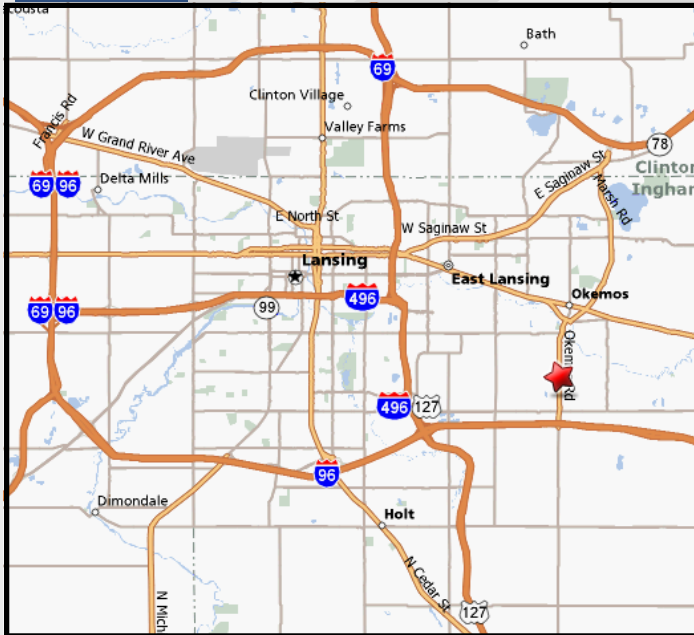 Bath
69
Clinton Village
Francis Rd
Valley Farms
W Grand River Ave
78
Clinton
Ingham
E Saginaw St
69 96
Delta Mills
Marsh Rd
E North St
W Saginaw St
Lansing
East Lansing
Okemos
496
69 96
99
Okemos Rd
496
127
96
Dimondale
Holt
N Cedar St
N Mich
127